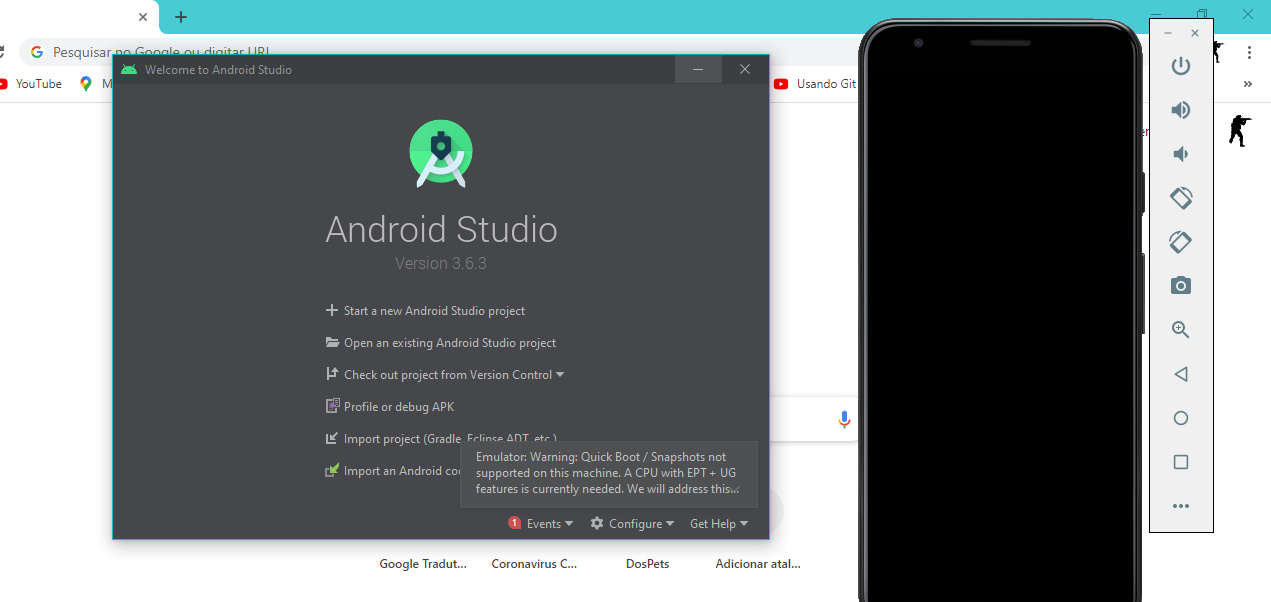 Pesquisar no Google ou digitar URL
YouTube
M
Usando Git
er
»
Welcome to Android Studio
Android Studio
Version 3.6.3
Start a new Android Studio project
Open an existing Android Studio project
Check out project from Version Control
Profile or debug APK
Import project (Gradle, Eclipse ADT, etc.)
Import an Android co
Emulator: Warning: Quick Boot / Snapshots not
supported on this machine. A CPU with EPT + UG
features is currently needed. We will address this...
1 Events
Configure
Get Help
Google Tradut...
Coronavirus C...
DosPets
Adicionar atal...